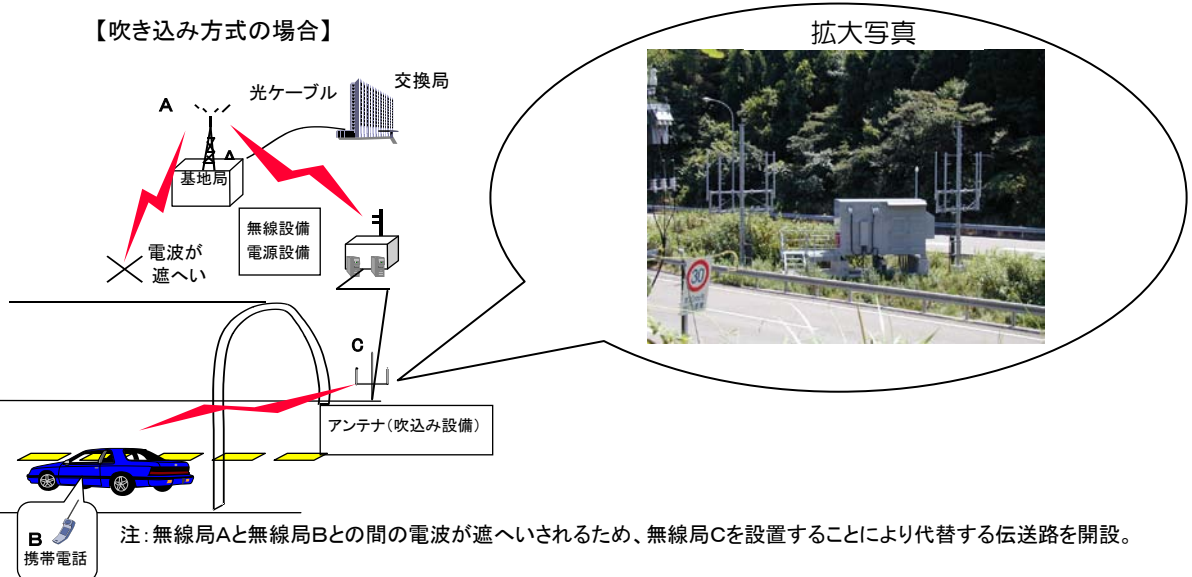 【吹き込み方式の場合】
拡大写真
A
光ケーブル
交換局
基地局
無線設備
電源設備
電波が
遮へい
C
アンテナ(吹込み設備)
30
B
携帯電話
注:無線局Aと無線局Bとの間の電波が遮へいされるため、無線局Cを設置することにより代替する伝送路を開設。